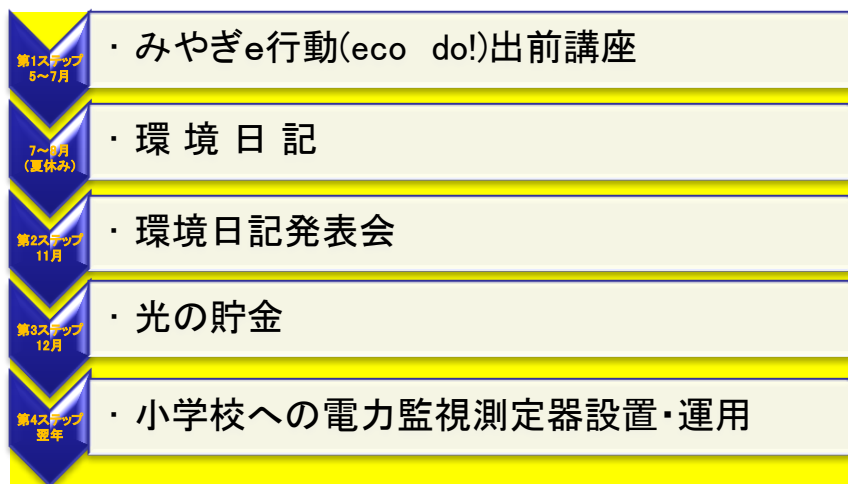 第1ステップ
5～7月
・みやぎe行動(eco　do!)出前講座
7～8月
(夏休み)
・環 境 日 記
第2ステップ
11月
・環境日記発表会
第3ステップ
12月
・光の貯金
第4ステップ
翌年
・小学校への電力監視測定器設置・運用